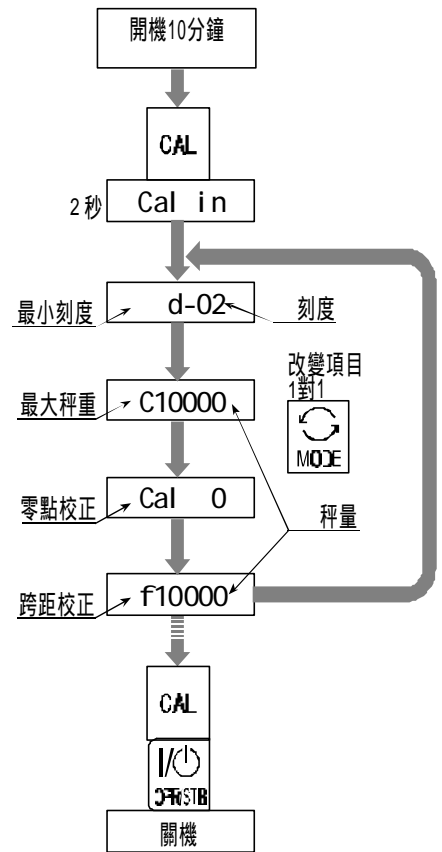 開機10分鐘
CAL
2秒 Cal in
最小刻度 d-02 刻度
改變項目
1對1
最大秤重 C10000
MODE
零點校正 Cal 0
秤量
跨距校正 f10000
CAL
I/⏻
關機